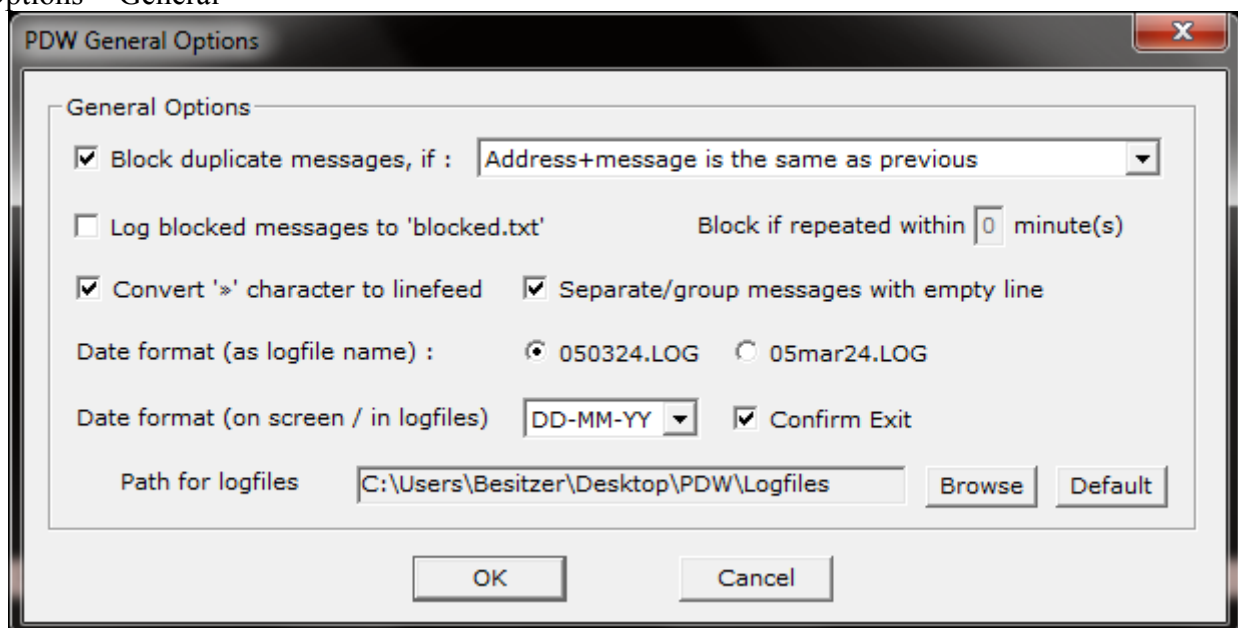 Options General
PDW General Options
General Options
Block duplicate messages, if : Address+message is the same as previous
Log blocked messages to 'blocked.txt' Block if repeated within 0 minute(s)
Convert '»' character to linefeed Separate/group messages with empty line
Date format (as logfile name) : 050324.LOG 05mar24.LOG
Date format (on screen / in logfiles) DD-MM-YY Confirm Exit
Path for logfiles C:\Users\Besitzer\Desktop\PDW\Logfiles Browse Default
OK Cancel